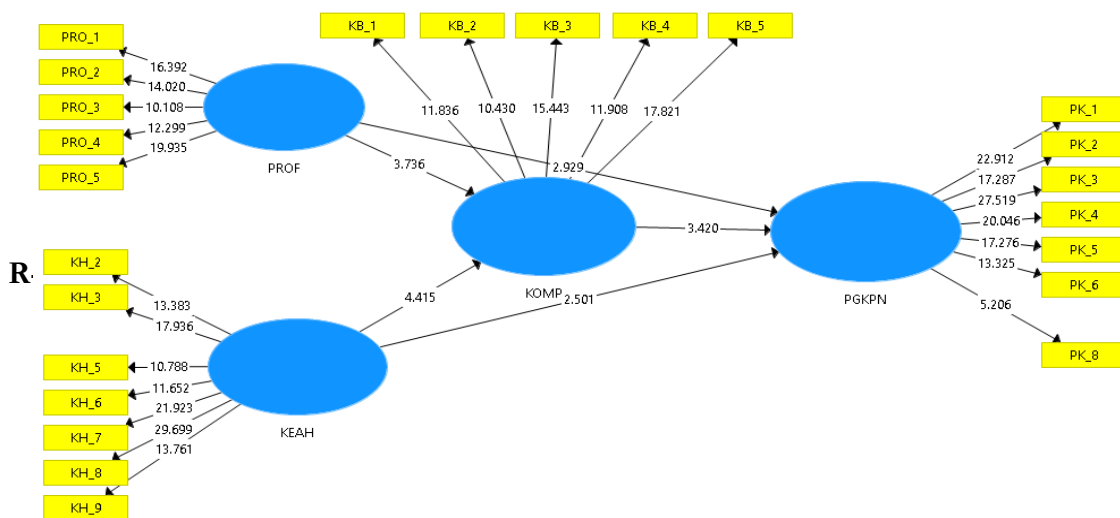 KB_1 KB_2 KB_3 KB_4 KB_5
PRO_1
PRO_2
PRO_3
PRO_4
PRO_5
16.392
14.020
10.108
12.299
19.935
PROF
11.836 10.430 15.443 11.908 17.821
3.736
2.929
KOMP
3.420
4.415
2.501
PGKPN
22.912
17.287
27.519
20.046
17.276
13.325
5.206
PK_1
PK_2
PK_3
PK_4
PK_5
PK_6
PK_8
R
KH_2
KH_3
KH_5
KH_6
KH_7
KH_8
KH_9
13.383
17.936
10.788
11.652
21.923
29.699
13.761
KEAH